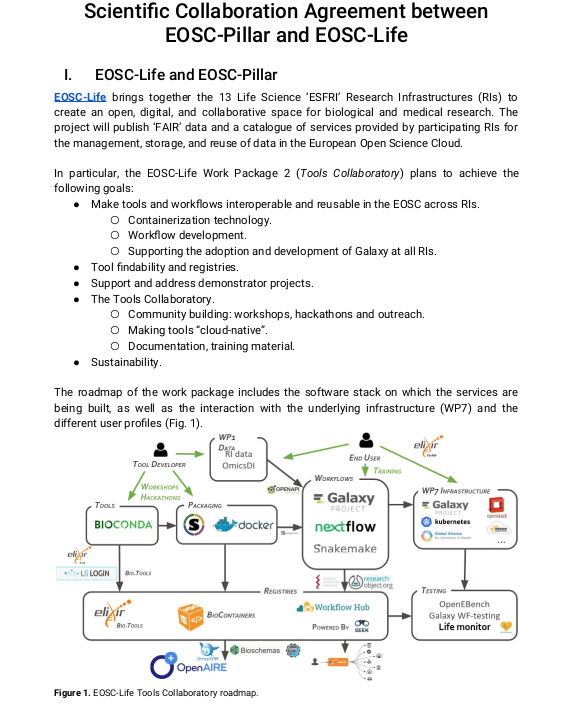 Scientific Collaboration Agreement between
EOSC-Pillar and EOSC-Life
I. EOSC-Life and EOSC-Pillar
EOSC-Life brings together the 13 Life Science ‘ESFRI’ Research Infrastructures (RIs) to
create an open, digital, and collaborative space for biological and medical research. The
project will publish ‘FAIR’ data and a catalogue of services provided by participating RIs for
the management, storage, and reuse of data in the European Open Science Cloud.
In particular, the EOSC-Life Work Package 2 (Tools Collaboratory) plans to achieve the
following goals:
● Make tools and workflows interoperable and reusable in the EOSC across RIs.
○ Containerization technology.
○ Workflow development.
○ Supporting the adoption and development of Galaxy at all RIs.
● Tool findability and registries.
● Support and address demonstrator projects.
● The Tools Collaboratory.
○ Community building: workshops, hackathons and outreach.
○ Making tools “cloud-native”.
○ Documentation, training material.
● Sustainability.
The roadmap of the work package includes the software stack on which the services are
being built, as well as the interaction with the underlying infrastructure (WP7) and the
different user profiles (Fig. 1).
WP1
Data
RI data
OmicsDI
Tool Developer
End User
elixir
Workshops
Hackathons
Training
OPENAPI
Tools
BIOCONDA
Packaging
S
docker
Workflows
Galaxy
PROJECT
nextflow
Snakemake
WP7 Infrastructure
Galaxy
PROJECT
openstack
kubernetes
Global Alliance
for Genomics & Health
...
elixir
LS LOGIN
Bio.Tools
research
object.org
Registries
elixir
Bio.Tools
BioContainers
Workflow Hub
Powered By
SEEK
Testing
OpenEBench
Galaxy WF-testing
Life monitor
OpenAIRE
SmartAPI
Bioschemas
Figure 1. EOSC-Life Tools Collaboratory roadmap.